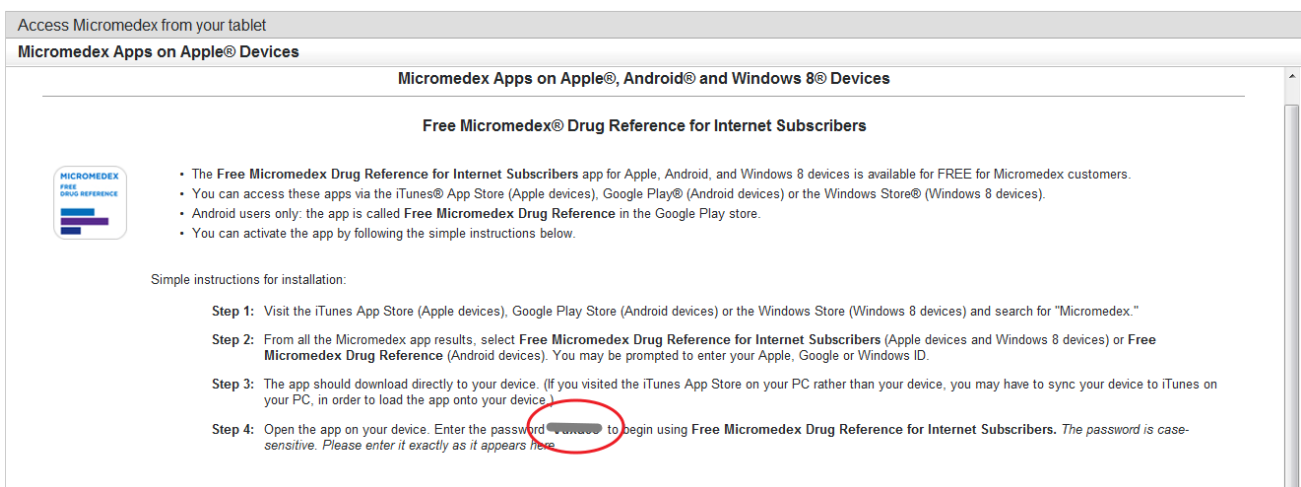 Access Micromedex from your tablet
Micromedex Apps on Apple® Devices
Micromedex Apps on Apple®, Android® and Windows 8® Devices
Free Micromedex® Drug Reference for Internet Subscribers
MICROMEDEX
FREE
DRUG REFERENCE
• The Free Micromedex Drug Reference for Internet Subscribers app for Apple, Android, and Windows 8 devices is available for FREE for Micromedex customers.
• You can access these apps via the iTunes® App Store (Apple devices), Google Play® (Android devices) or the Windows Store® (Windows 8 devices).
• Android users only: the app is called Free Micromedex Drug Reference in the Google Play store.
• You can activate the app by following the simple instructions below.
Simple instructions for installation:
Step 1: Visit the iTunes App Store (Apple devices), Google Play Store (Android devices) or the Windows Store (Windows 8 devices) and search for "Micromedex."
Step 2: From all the Micromedex app results, select Free Micromedex Drug Reference for Internet Subscribers (Apple devices and Windows 8 devices) or Free
Micromedex Drug Reference (Android devices). You may be prompted to enter your Apple, Google or Windows ID.
Step 3: The app should download directly to your device. (If you visited the iTunes App Store on your PC rather than your device, you may have to sync your device to iTunes on
your PC, in order to load the app onto your device.)
Step 4: Open the app on your device. Enter the password to begin using Free Micromedex Drug Reference for Internet Subscribers. The password is case-
sensitive. Please enter it exactly as it appears here.